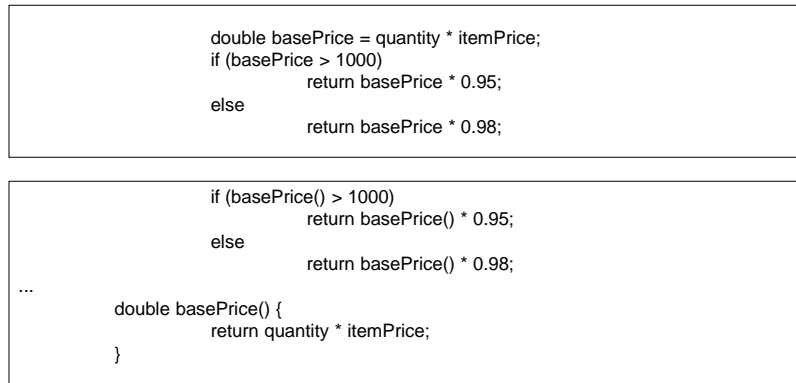 double basePrice = quantity * itemPrice;
if (basePrice > 1000)
return basePrice * 0.95;
else
return basePrice * 0.98;
if (basePrice() > 1000)
return basePrice() * 0.95;
else
return basePrice() * 0.98;
...
double basePrice() {
return quantity * itemPrice;
}